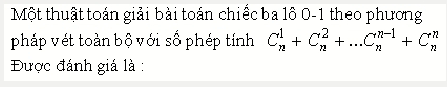 Một thuật toán giải bài toán chiếc ba lô 0-1 theo phương
pháp vét toàn bộ với số phép tính $C_n^1 + C_n^2 + ...C_n^{n-1} + C_n^n$
Được đánh giá là :